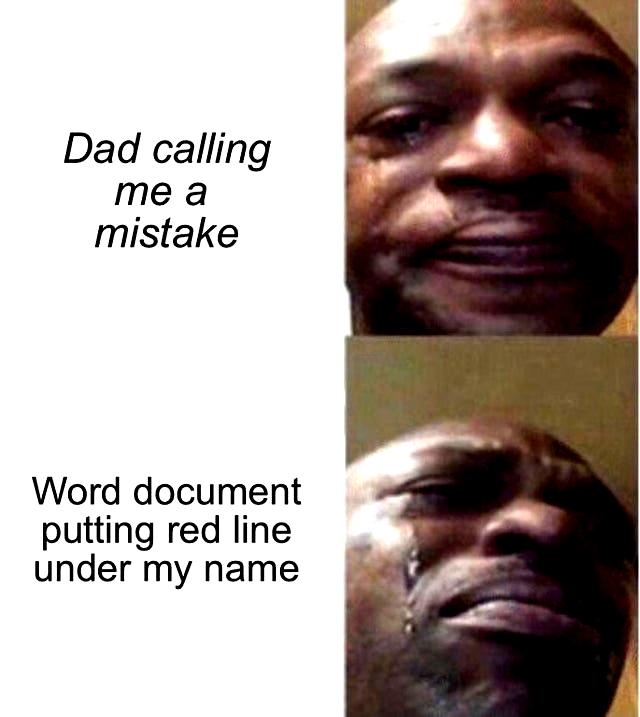 Dad calling
me a
mistake
Word document
putting red line
under my name